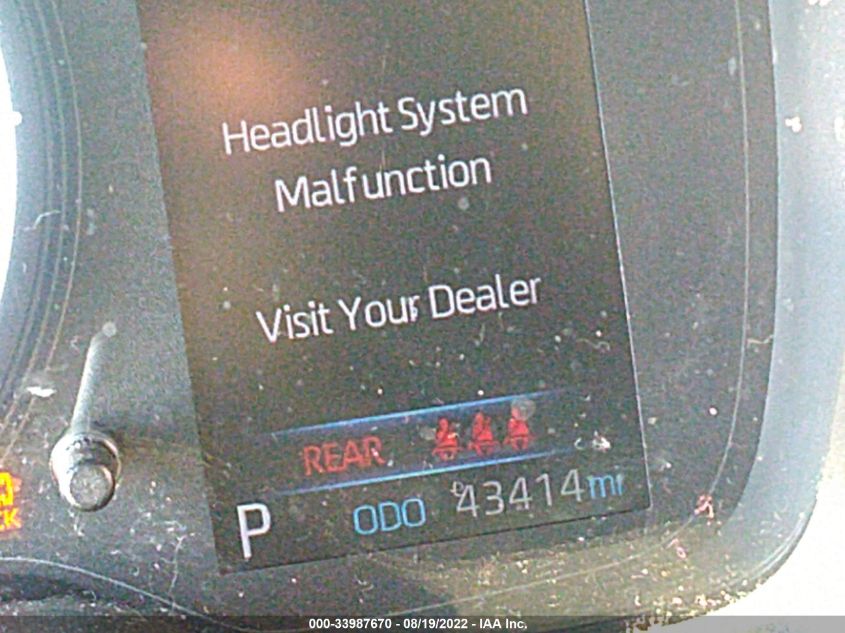 Headlight System
Malfunction
Visit Your Dealer
REAR
P ODO 43414 mi
000-33987670 - 08/19/2022 - IAA Inc.